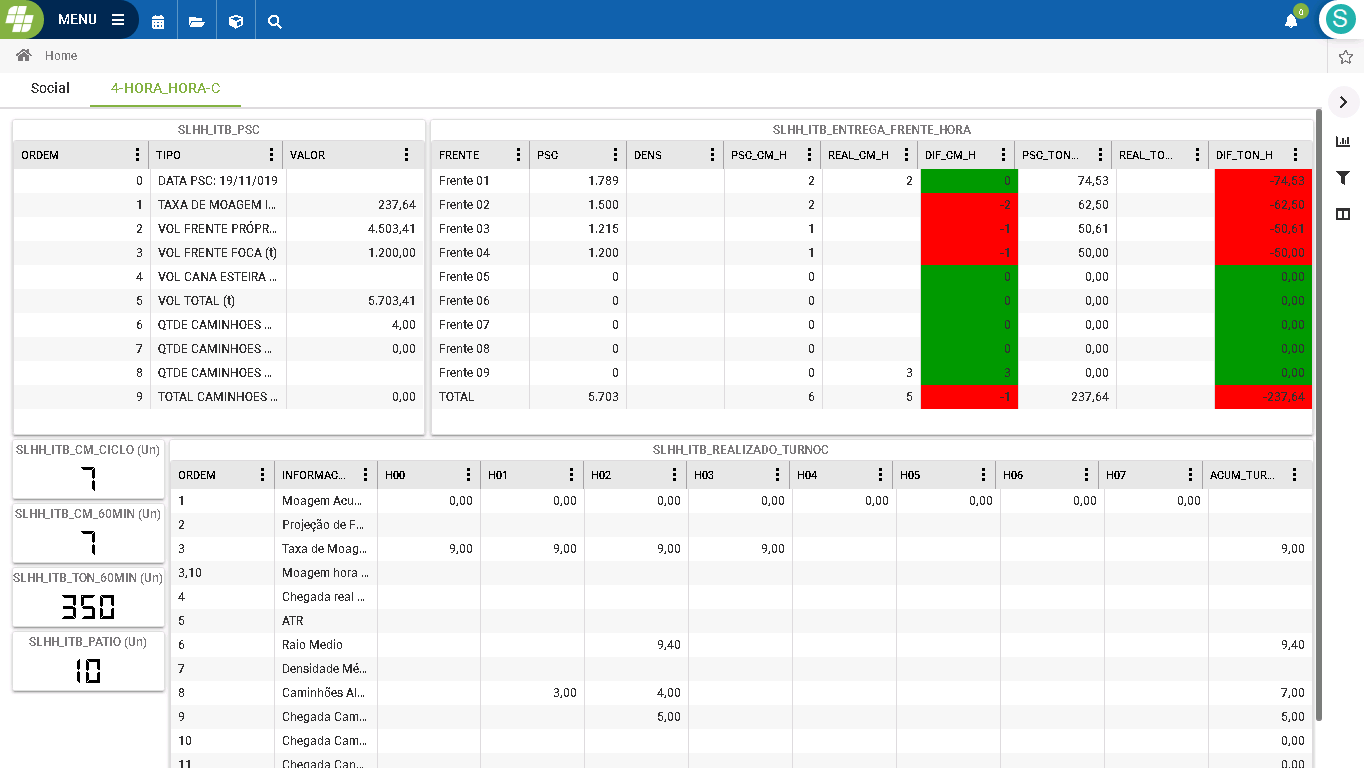 MENU
0
S
Home
Social 4-HORA_HORA-C
SLHH_ITB_PSC
ORDEM TIPO VALOR
0 DATA PSC: 19/11/019
1 TAXA DE MOAGEM I... 237,64
2 VOL FRENTE PRÓPR... 4.503,41
3 VOL FRENTE FOCA (t) 1.200,00
4 VOL CANA ESTEIRA ...
5 VOL TOTAL (t) 5.703,41
6 QTDE CAMINHOES ... 4,00
7 QTDE CAMINHOES ... 0,00
8 QTDE CAMINHOES ...
9 TOTAL CAMINHOES ... 0,00
SLHH_ITB_ENTREGA_FRENTE_HORA
FRENTE PSC DENS PSC_CM_H REAL_CM_H DIF_CM_H PSC_TON... REAL_TO... DIF_TON_H
Frente 01 1.789 2 2 0 74,53 -74,53
Frente 02 1.500 2 -2 62,50 -62,50
Frente 03 1.215 1 -1 50,61 -50,61
Frente 04 1.200 1 -1 50,00 -50,00
Frente 05 0 0 0 0,00 0,00
Frente 06 0 0 0 0,00 0,00
Frente 07 0 0 0 0,00 0,00
Frente 08 0 0 0 0,00 0,00
Frente 09 0 0 3 3 0,00 0,00
TOTAL 5.703 6 5 -1 237,64 -237,64
SLHH_ITB_CM_CICLO (Un)
7
SLHH_ITB_CM_60MIN (Un)
7
SLHH_ITB_TON_60MIN (Un)
350
SLHH_ITB_PATIO (Un)
10
SLHH_ITB_REALIZADO_TURNOC
ORDEM INFORMAC... H00 H01 H02 H03 H04 H05 H06 H07 ACUM_TUR...
1 Moagem Acu... 0,00 0,00 0,00 0,00 0,00 0,00 0,00 0,00
2 Projeção de F...
3 Taxa de Moag... 9,00 9,00 9,00 9,00 9,00
3,10 Moagem hora ...
4 Chegada real ...
5 ATR
6 Raio Medio 9,40 9,40
7 Densidade Mé...
8 Caminhões Al... 3,00 4,00 7,00
9 Chegada Cam... 5,00 5,00
10 Chegada Cam... 0,00
11 Chegada Can... 0,00